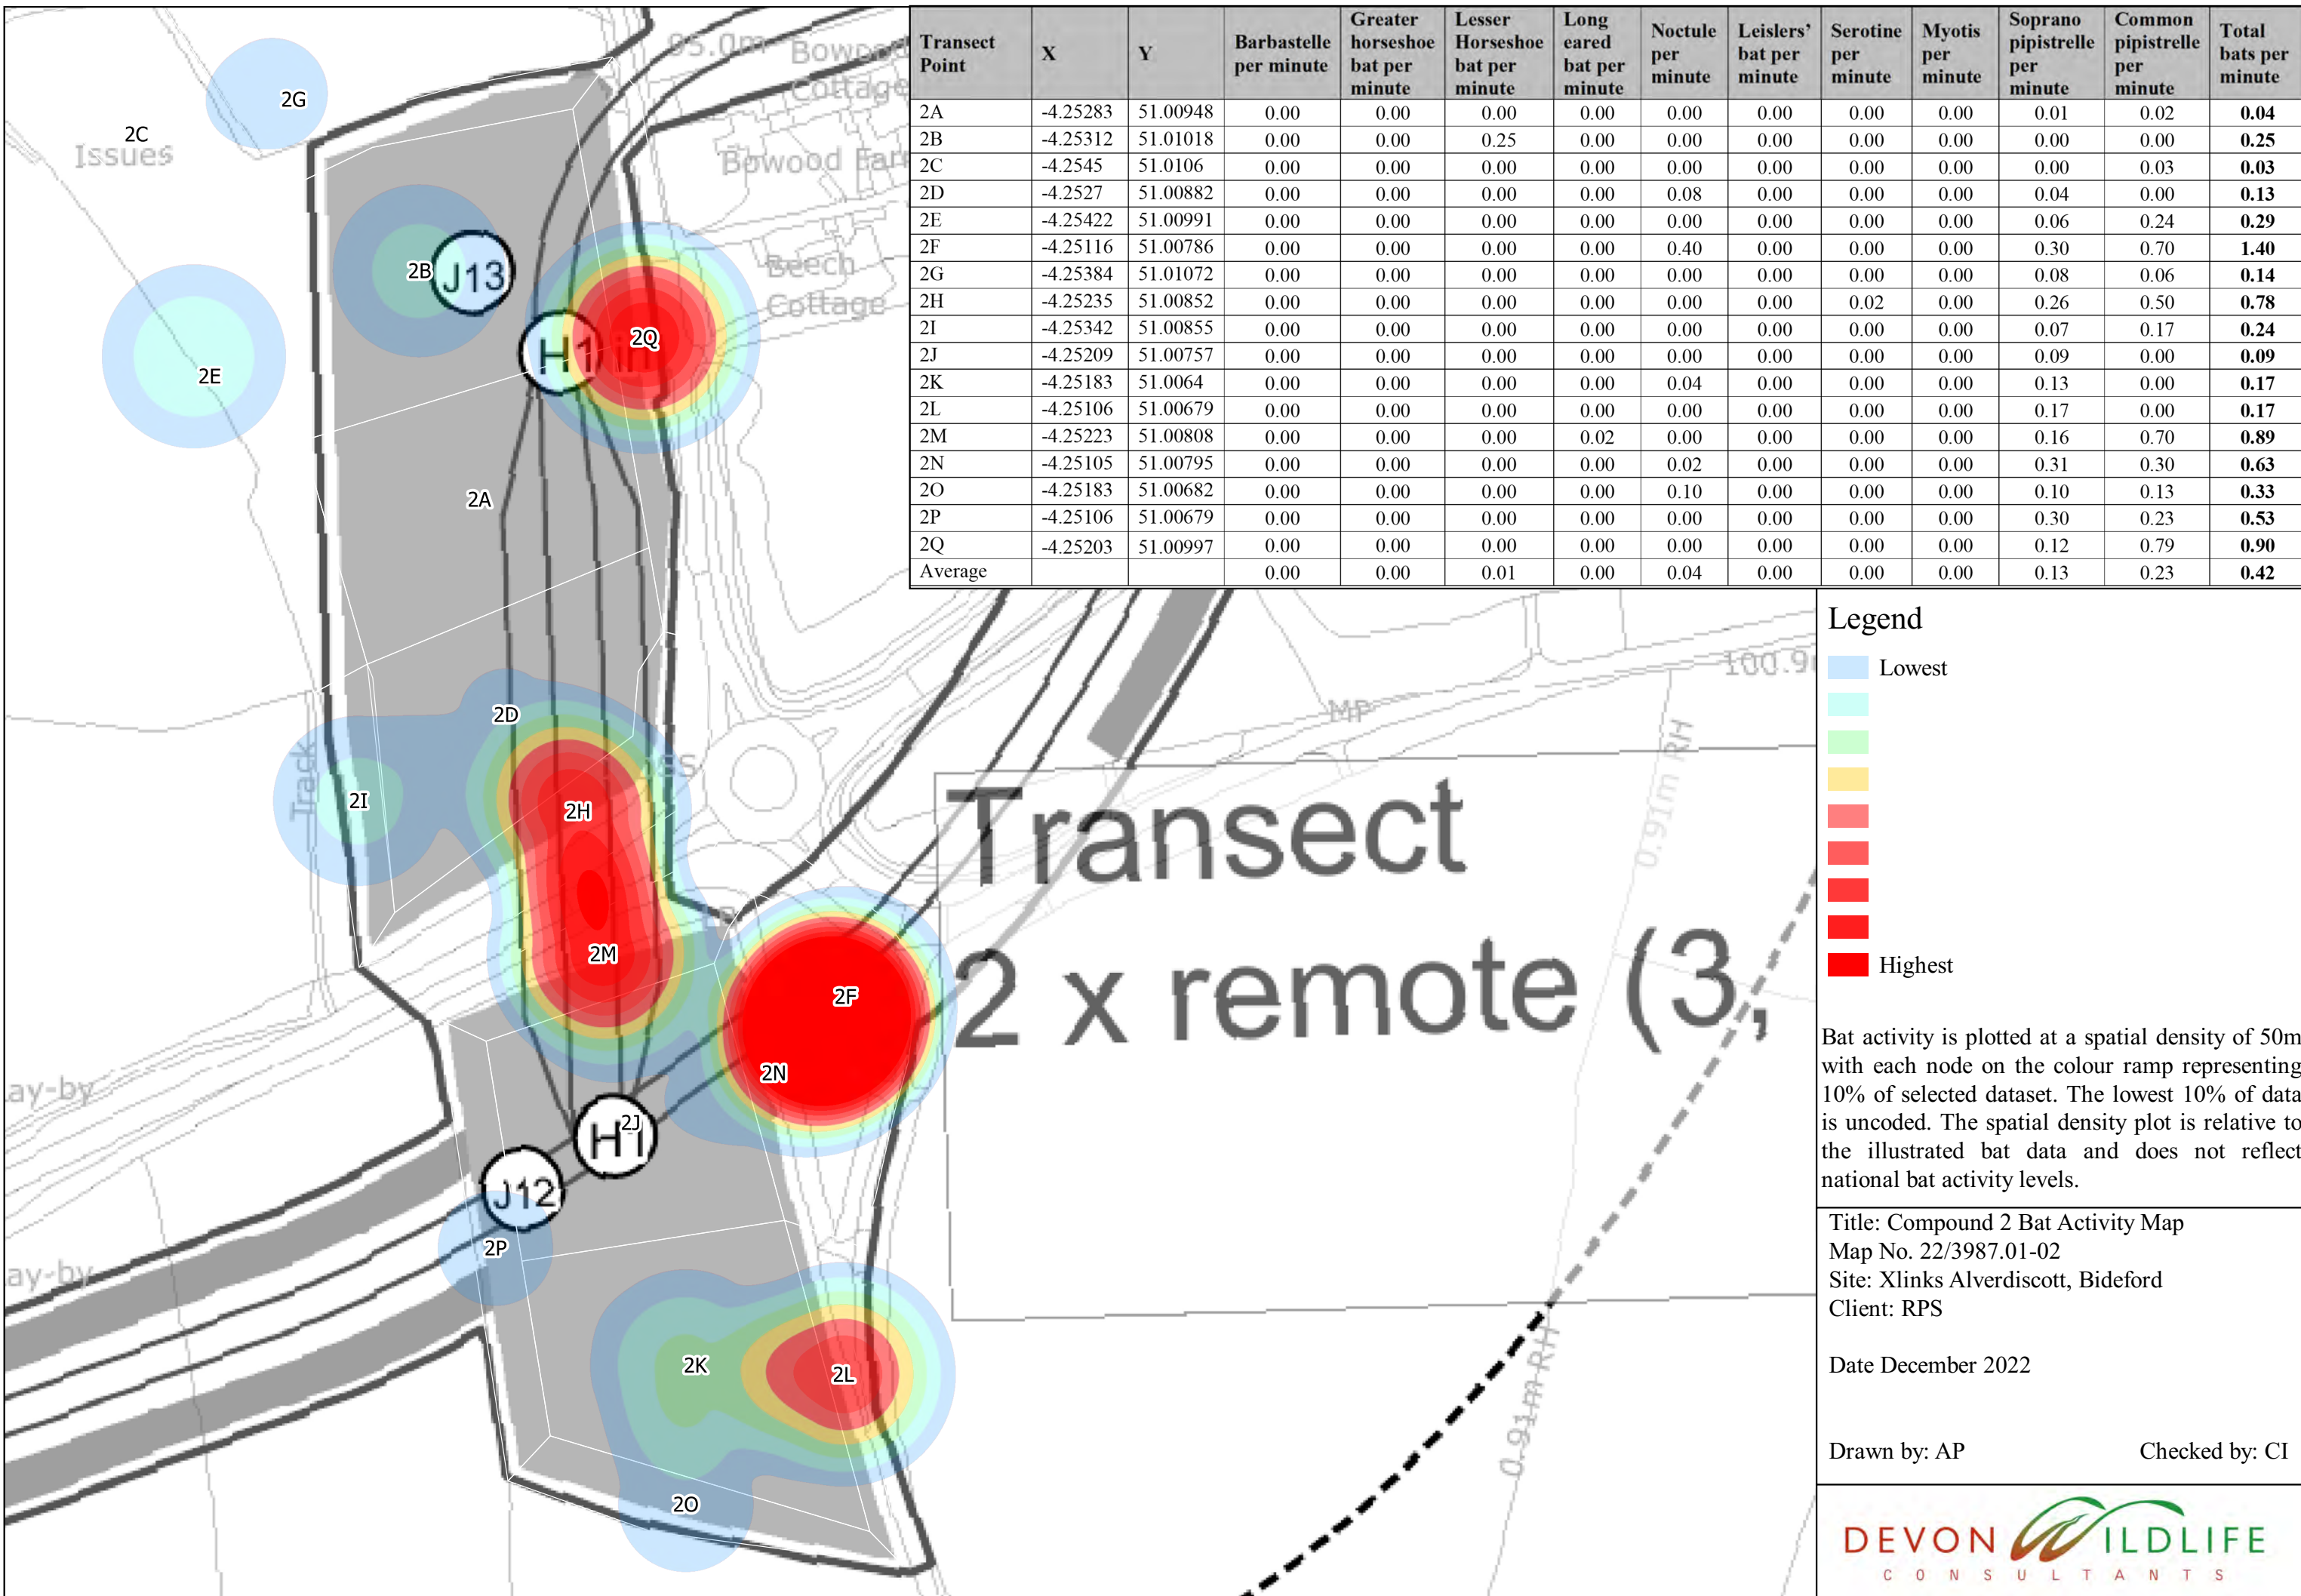 Transect Point X Y Barbastelle per minute Greater horseshoe bat per minute Lesser Horseshoe bat per minute Long eared bat per minute Noctule per minute Leislers’ bat per minute Serotine per minute Myotis per minute Soprano pipistrelle per minute Common pipistrelle per minute Total bats per minute
2A -4.25283 51.00948 0.00 0.00 0.00 0.00 0.00 0.00 0.00 0.00 0.01 0.02 0.04
2B -4.25312 51.01018 0.00 0.00 0.25 0.00 0.00 0.00 0.00 0.00 0.00 0.00 0.25
2C -4.2545 51.0106 0.00 0.00 0.00 0.00 0.00 0.00 0.00 0.00 0.00 0.03 0.03
2D -4.2527 51.00882 0.00 0.00 0.00 0.00 0.08 0.00 0.00 0.00 0.04 0.00 0.13
2E -4.25422 51.00991 0.00 0.00 0.00 0.00 0.00 0.00 0.00 0.00 0.06 0.24 0.29
2F -4.25116 51.00786 0.00 0.00 0.00 0.00 0.40 0.00 0.00 0.00 0.30 0.70 1.40
2G -4.25384 51.01072 0.00 0.00 0.00 0.00 0.00 0.00 0.00 0.00 0.08 0.06 0.14
2H -4.25235 51.00852 0.00 0.00 0.00 0.00 0.00 0.00 0.02 0.00 0.26 0.50 0.78
2I -4.25342 51.00855 0.00 0.00 0.00 0.00 0.00 0.00 0.00 0.00 0.07 0.17 0.24
2J -4.25209 51.00757 0.00 0.00 0.00 0.00 0.00 0.00 0.00 0.00 0.09 0.00 0.09
2K -4.25183 51.0064 0.00 0.00 0.00 0.00 0.04 0.00 0.00 0.00 0.13 0.00 0.17
2L -4.25106 51.00679 0.00 0.00 0.00 0.00 0.00 0.00 0.00 0.00 0.17 0.00 0.17
2M -4.25223 51.00808 0.00 0.00 0.00 0.02 0.00 0.00 0.00 0.00 0.16 0.70 0.89
2N -4.25105 51.00795 0.00 0.00 0.00 0.00 0.02 0.00 0.00 0.00 0.31 0.30 0.63
2O -4.25183 51.00682 0.00 0.00 0.00 0.00 0.10 0.00 0.00 0.00 0.10 0.13 0.33
2P -4.25106 51.00679 0.00 0.00 0.00 0.00 0.00 0.00 0.00 0.00 0.30 0.23 0.53
2Q -4.25203 51.00997 0.00 0.00 0.00 0.00 0.00 0.00 0.00 0.00 0.12 0.79 0.90
Average 0.00 0.00 0.01 0.00 0.04 0.00 0.00 0.00 0.13 0.23 0.42
95.0m
Bowood
Cottage
2G
2C
Issues
Bowood Farm
2B
J13
Beech
Cottage
2Q
H1 in
2E
2A
2D
Track
2I
2H
2M
2F
2N
2J
H1
J12
2P
2K
2L
2O
ay-by
ay-by
MP
100.9
0.91m RH
0.91m RH
Transect
2 x remote (3,
Legend
Lowest
Highest
Bat activity is plotted at a spatial density of 50m
with each node on the colour ramp representing
10% of selected dataset. The lowest 10% of data
is uncoded. The spatial density plot is relative to
the illustrated bat data and does not reflect
national bat activity levels.
Title: Compound 2 Bat Activity Map
Map No. 22/3987.01-02
Site: Xlinks Alverdiscott, Bideford
Client: RPS
Date December 2022
Drawn by: AP Checked by: CI
DEVON WILDLIFE
CONSULTANTS